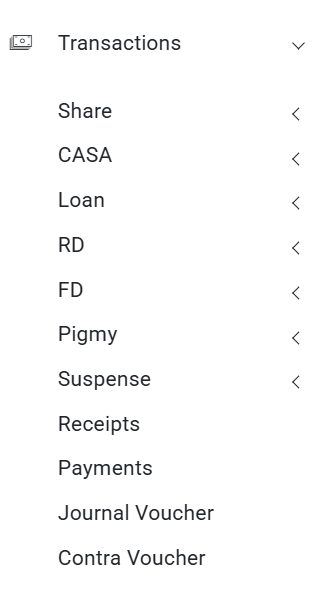 Transactions
Share
CASA
Loan
RD
FD
Pigmy
Suspense
Receipts
Payments
Journal Voucher
Contra Voucher